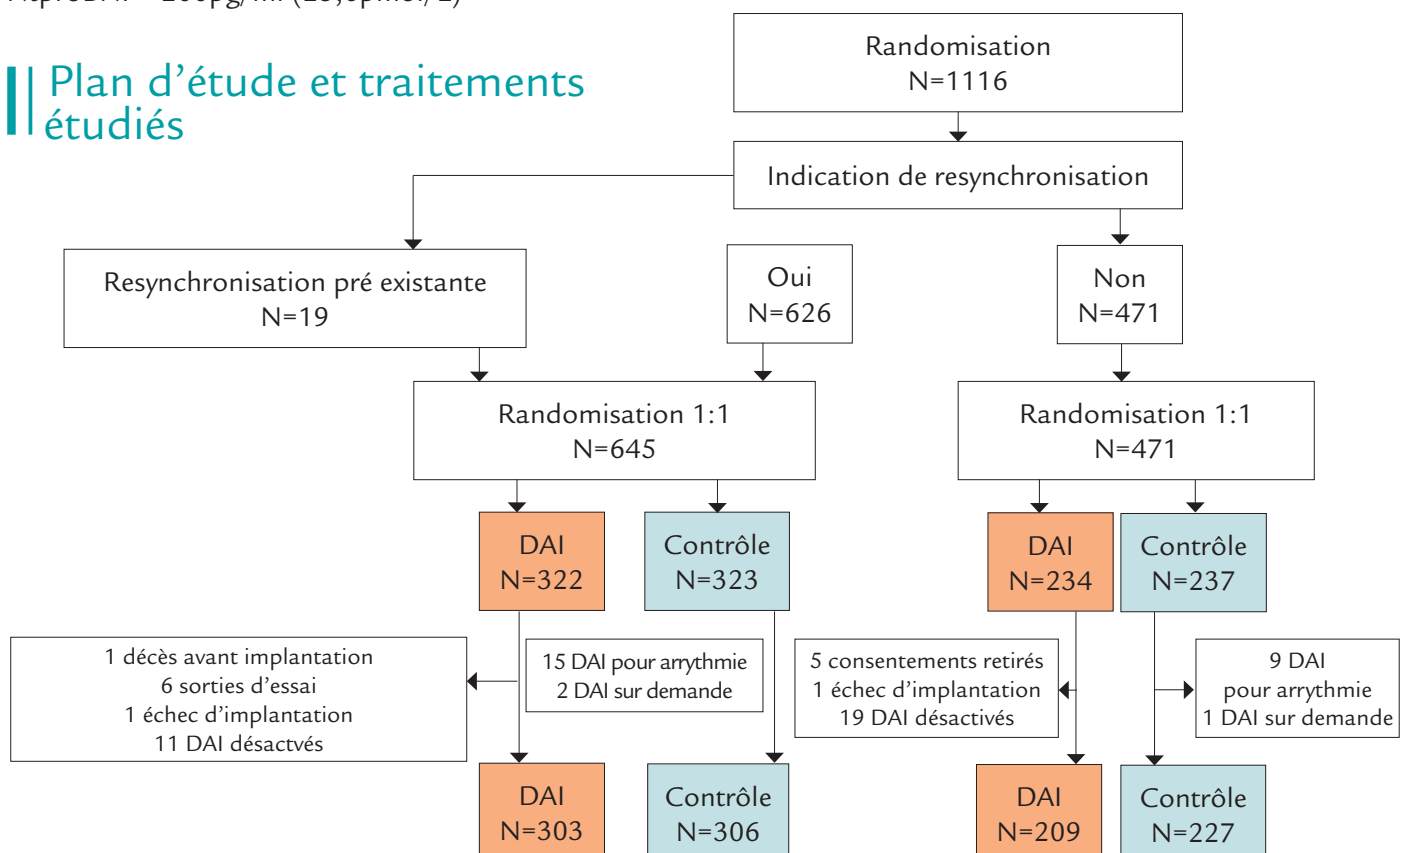 Plan d'étude et traitements
étudiés
Randomisation
N=1116
Indication de resynchronisation
Resynchronisation pré existante
N=19
Oui
N=626
Non
N=471
Randomisation 1:1
N=645
Randomisation 1:1
N=471
DAI
N=322
Contrôle
N=323
DAI
N=234
Contrôle
N=237
1 décès avant implantation
6 sorties d'essai
1 échec d'implantation
11 DAI désactvés
15 DAI pour arrythmie
2 DAI sur demande
5 consentements retirés
1 échec d'implantation
19 DAI désactivés
9 DAI
pour arrythmie
1 DAI sur demande
DAI
N=303
Contrôle
N=306
DAI
N=209
Contrôle
N=227